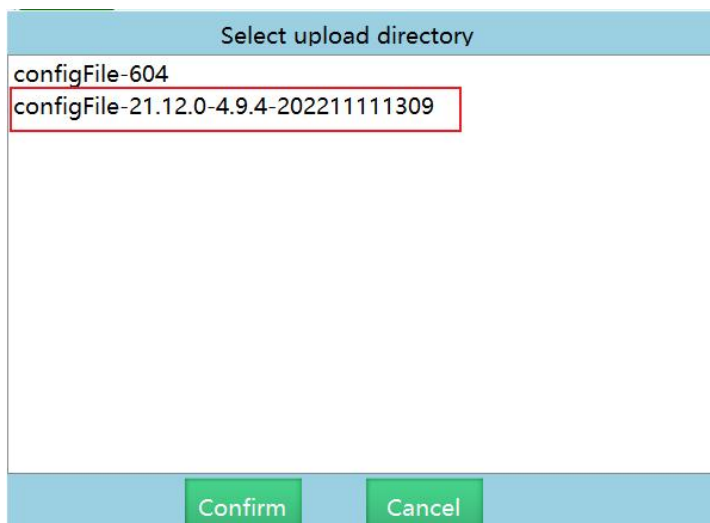 Select upload directory
configFile-604
configFile-21.12.0-4.9.4-202211111309
Confirm Cancel